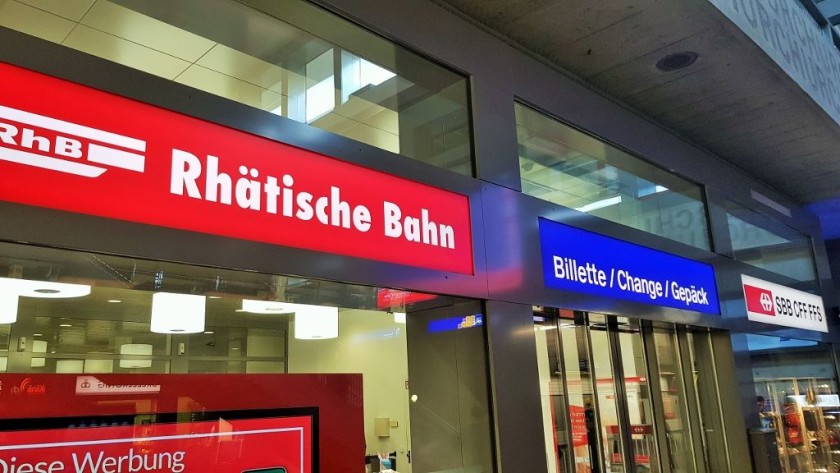 RhB
Rhätische Bahn
Billette / Change / Gepäck
SBB CFF FFS
Diese Werbung